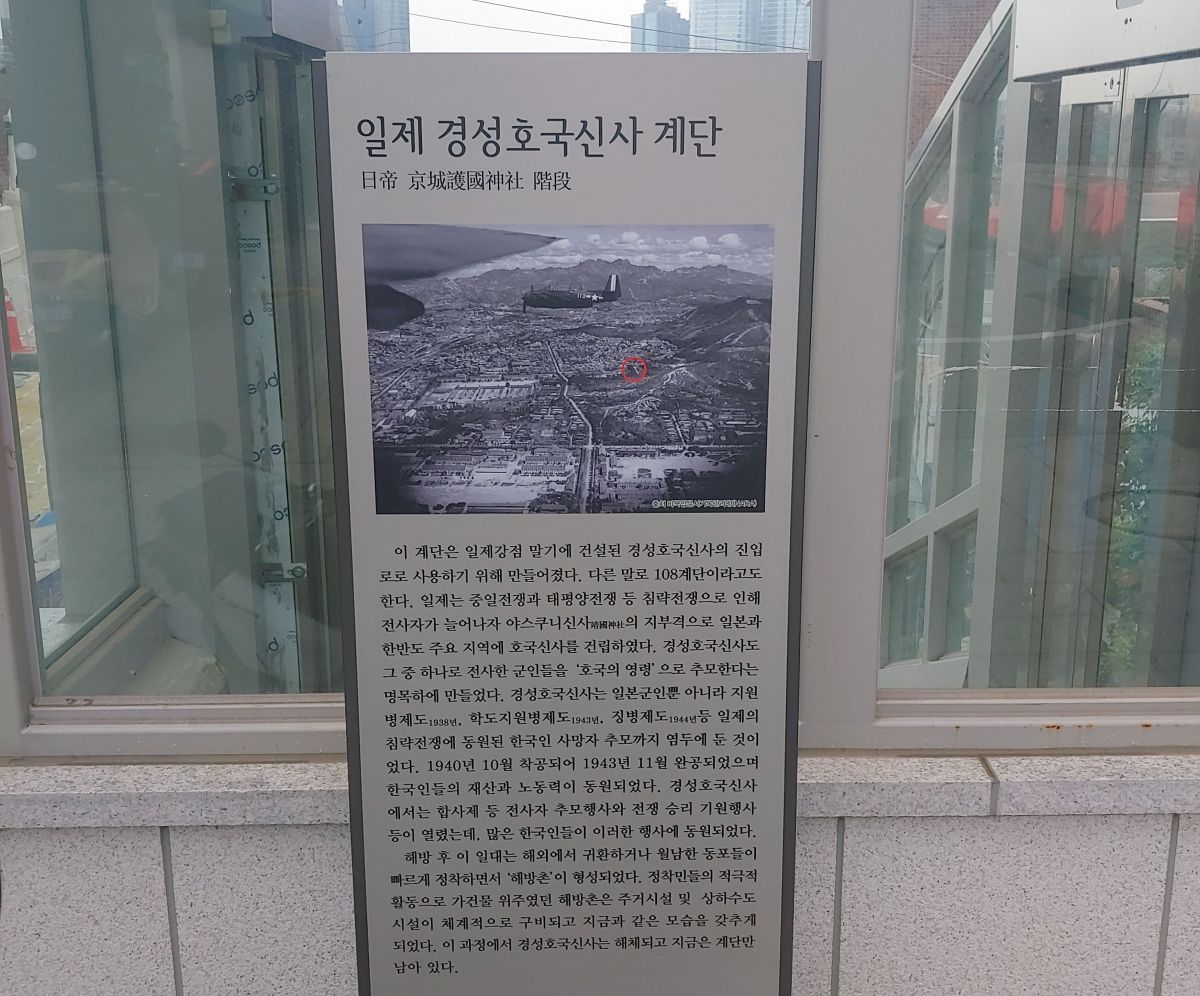 일제 경성호국신사 계단
日帝 京城護國神社 階段
이 계단은 일제강점 말기에 건설된 경성호국신사의 진입
로로 사용하기 위해 만들어졌다. 다른 말로 108계단이라고도
한다. 일제는 중일전쟁과 태평양전쟁 등 침략전쟁으로 인해
전사자가 늘어나자 야스쿠니신사靖國神社의 지부격으로 일본과
한반도 주요 지역에 호국신사를 건립하였다. 경성호국신사도
그 중 하나로 전사한 군인들을 ‘호국의 영령’ 으로 추모한다는
명목하에 만들었다. 경성호국신사는 일본군인뿐 아니라 지원
병제도1938년, 학도지원병제도1943년, 징병제도1944년등 일제의
침략전쟁에 동원된 한국인 사망자 추모까지 염두에 둔 것이
었다. 1940년 10월 착공되어 1943년 11월 완공되었으며
한국인들의 재산과 노동력이 동원되었다. 경성호국신사
에서는 합사제 등 전사자 추모행사와 전쟁 승리 기원행사
등이 열렸는데, 많은 한국인들이 이러한 행사에 동원되었다.
해방 후 이 일대는 해외에서 귀환하거나 월남한 동포들이
빠르게 정착하면서 ‘해방촌’이 형성되었다. 정착민들의 적극적
활동으로 가건물 위주였던 해방촌은 주거시설 및 상하수도
시설이 체계적으로 구비되고 지금과 같은 모습을 갖추게
되었다. 이 과정에서 경성호국신사는 해체되고 지금은 계단만
남아 있다.